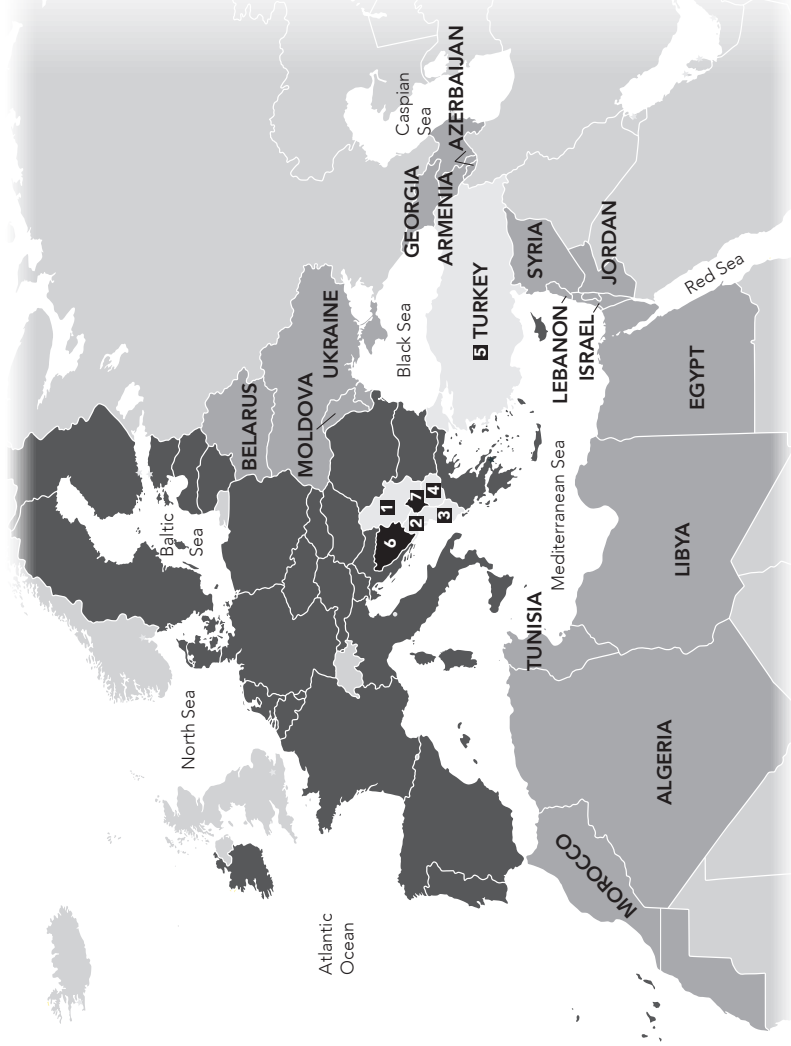 Atlantic
Ocean
North Sea
Baltic
Sea
BELARUS
MOLDOVA
UKRAINE
Black Sea
GEORGIA
ARMENIA
AZERBAIJAN
Caspian
Sea
1
2
3
4
5 TURKEY
6
7
SYRIA
LEBANON
ISRAEL
JORDAN
Red Sea
Mediterranean Sea
MOROCCO
ALGERIA
TUNISIA
LIBYA
EGYPT